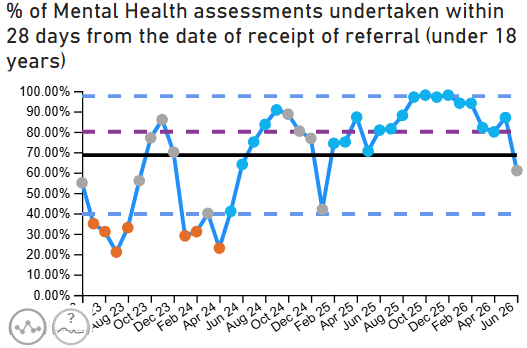 % of Mental Health assessments undertaken within
28 days from the date of receipt of referral (under 18
years)
100.00%
90.00%
80.00%
70.00%
60.00%
50.00%
40.00%
30.00%
20.00%
10.00%
0.00%
23
Aug 23
Oct 23
Dec 23
Feb 24
Apr 24
Jun 24
Aug 24
Oct 24
Dec 24
Feb 25
Apr 25
Jun 25
Aug 25
Oct 25
Dec 25
Feb 26
Apr 26
Jun 26
?